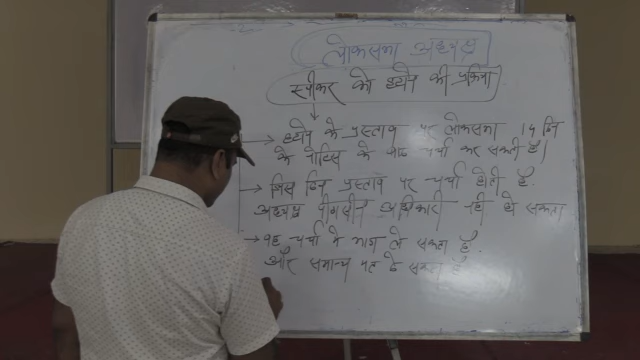 लोकसभा अध्यक्ष
स्पीकर को हटाने की प्रक्रिया
→ हटाने के प्रस्ताव पर लोकसभा 14 दिन
के नोटिस के बाद चर्चा कर सकती है।
→ जिस दिन प्रस्ताव पर चर्चा होती है.
अध्यक्ष पीठासीन अधिकारी नहीं हो सकता
→ वह चर्चा में भाग ले सकता है.
और सामान्य मत दे सकता है